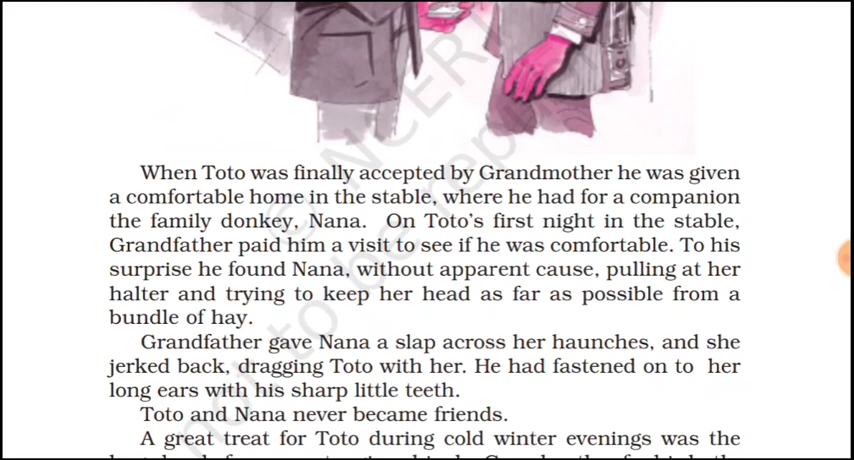 When Toto was finally accepted by Grandmother he was given
a comfortable home in the stable, where he had for a companion
the family donkey, Nana. On Toto's first night in the stable,
Grandfather paid him a visit to see if he was comfortable. To his
surprise he found Nana, without apparent cause, pulling at her
halter and trying to keep her head as far as possible from a
bundle of hay.
Grandfather gave Nana a slap across her haunches, and she
jerked back, dragging Toto with her. He had fastened on to her
long ears with his sharp little teeth.
Toto and Nana never became friends.
A great treat for Toto during cold winter evenings was the
© NCERT
not to be rep